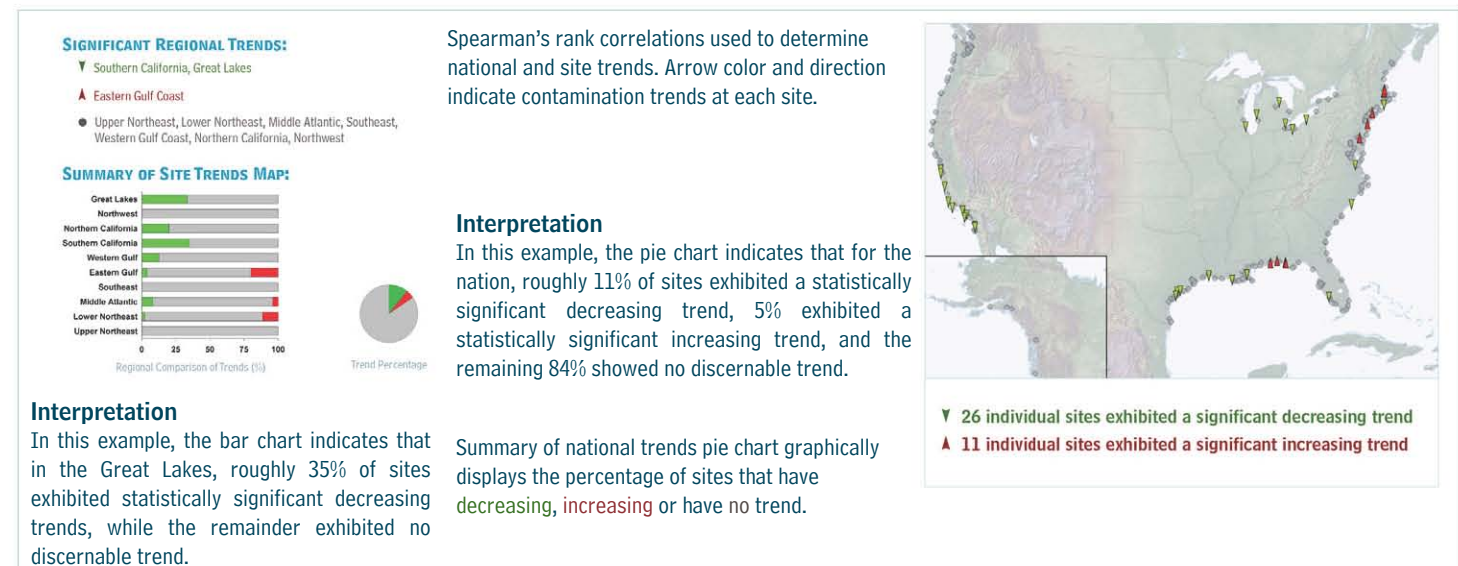 SIGNIFICANT REGIONAL TRENDS:
Southern California, Great Lakes
Eastern Gulf Coast
Upper Northeast, Lower Northeast, Middle Atlantic, Southeast,
Western Gulf Coast, Northern California, Northwest
SUMMARY OF SITE TRENDS MAP:
Great Lakes
Northwest
Northern California
Southern California
Western Gulf
Eastern Gulf
Southeast
Middle Atlantic
Lower Northeast
Upper Northeast
0 25 50 75 100
Regional Comparison of Trends (%)
Trend Percentage
Interpretation
In this example, the bar chart indicates that
in the Great Lakes, roughly 35% of sites
exhibited statistically significant decreasing
trends, while the remainder exhibited no
discernable trend.
Spearman's rank correlations used to determine
national and site trends. Arrow color and direction
indicate contamination trends at each site.
Interpretation
In this example, the pie chart indicates that for the
nation, roughly 11% of sites exhibited a statistically
significant decreasing trend, 5% exhibited a
statistically significant increasing trend, and the
remaining 84% showed no discernable trend.
Summary of national trends pie chart graphically
displays the percentage of sites that have
decreasing, increasing or have no trend.
26 individual sites exhibited a significant decreasing trend
11 individual sites exhibited a significant increasing trend